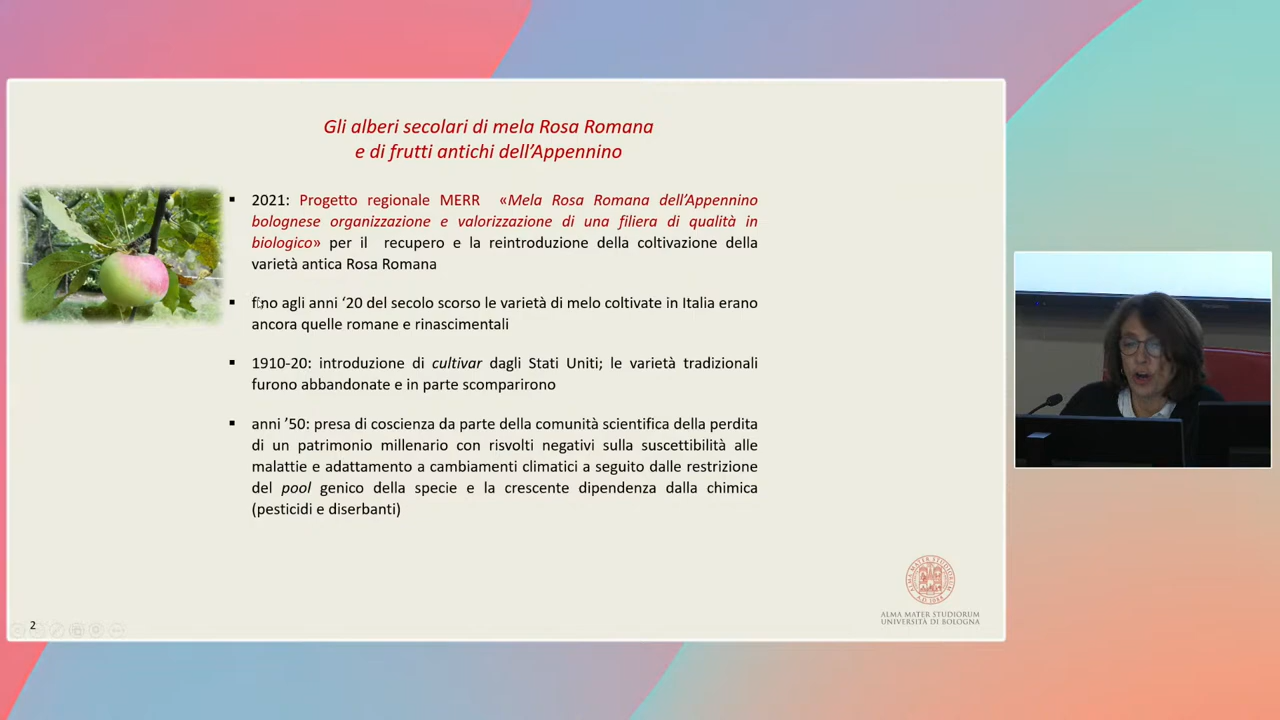 Gli alberi secolari di mela Rosa Romana
e di frutti antichi dell’Appennino
▪ 2021: Progetto regionale MERR «Mela Rosa Romana dell’Appennino
bolognese organizzazione e valorizzazione di una filiera di qualità in
biologico» per il recupero e la reintroduzione della coltivazione della
varietà antica Rosa Romana
▪ fino agli anni ‘20 del secolo scorso le varietà di melo coltivate in Italia erano
ancora quelle romane e rinascimentali
▪ 1910-20: introduzione di cultivar dagli Stati Uniti; le varietà tradizionali
furono abbandonate e in parte scomparirono
▪ anni ’50: presa di coscienza da parte della comunità scientifica della perdita
di un patrimonio millenario con risvolti negativi sulla suscettibilità alle
malattie e adattamento a cambiamenti climatici a seguito dalle restrizione
del pool genico della specie e la crescente dipendenza dalla chimica
(pesticidi e diserbanti)
ALMA MATER STUDIORUM
UNIVERSITÀ DI BOLOGNA
2